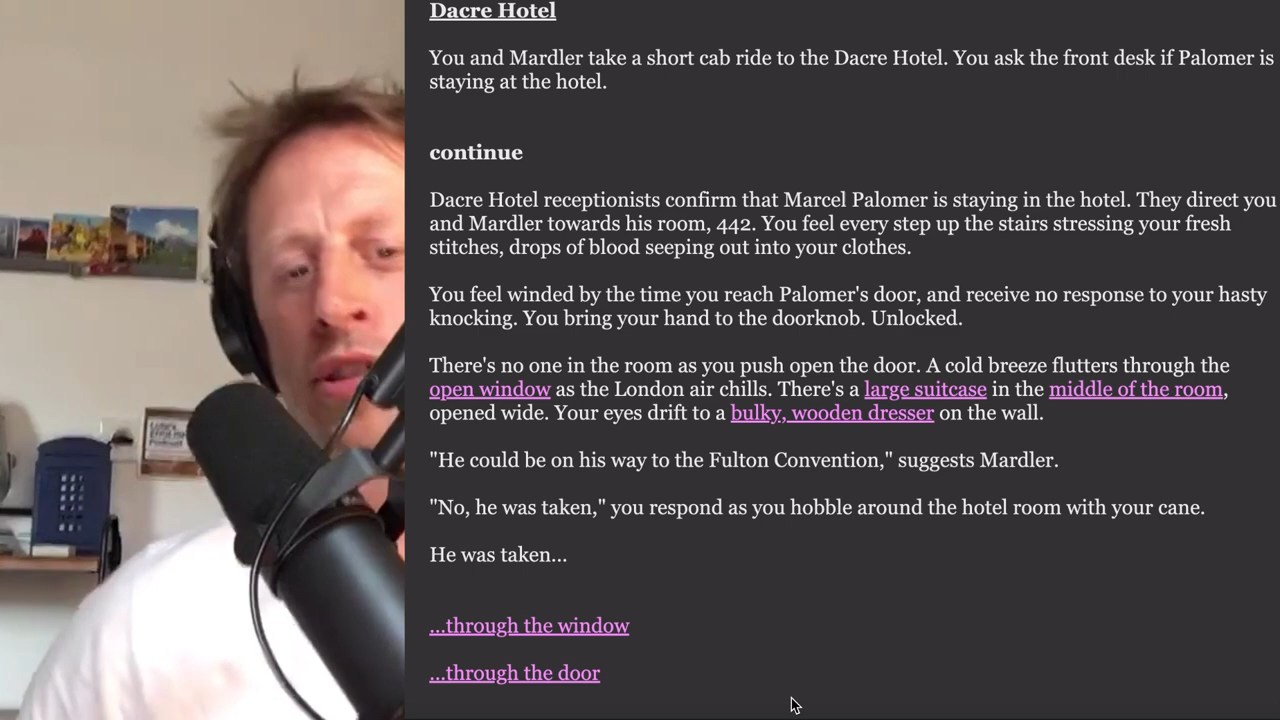 Dacre Hotel
You and Mardler take a short cab ride to the Dacre Hotel. You ask the front desk if Palomer is
staying at the hotel.
continue
Dacre Hotel receptionists confirm that Marcel Palomer is staying in the hotel. They direct you
and Mardler towards his room, 442. You feel every step up the stairs stressing your fresh
stitches, drops of blood seeping out into your clothes.
You feel winded by the time you reach Palomer's door, and receive no response to your hasty
knocking. You bring your hand to the doorknob. Unlocked.
There's no one in the room as you push open the door. A cold breeze flutters through the
open window as the London air chills. There's a large suitcase in the middle of the room,
opened wide. Your eyes drift to a bulky, wooden dresser on the wall.
"He could be on his way to the Fulton Convention," suggests Mardler.
"No, he was taken," you respond as you hobble around the hotel room with your cane.
He was taken...
...through the window
...through the door
Luke's
English
Podcast